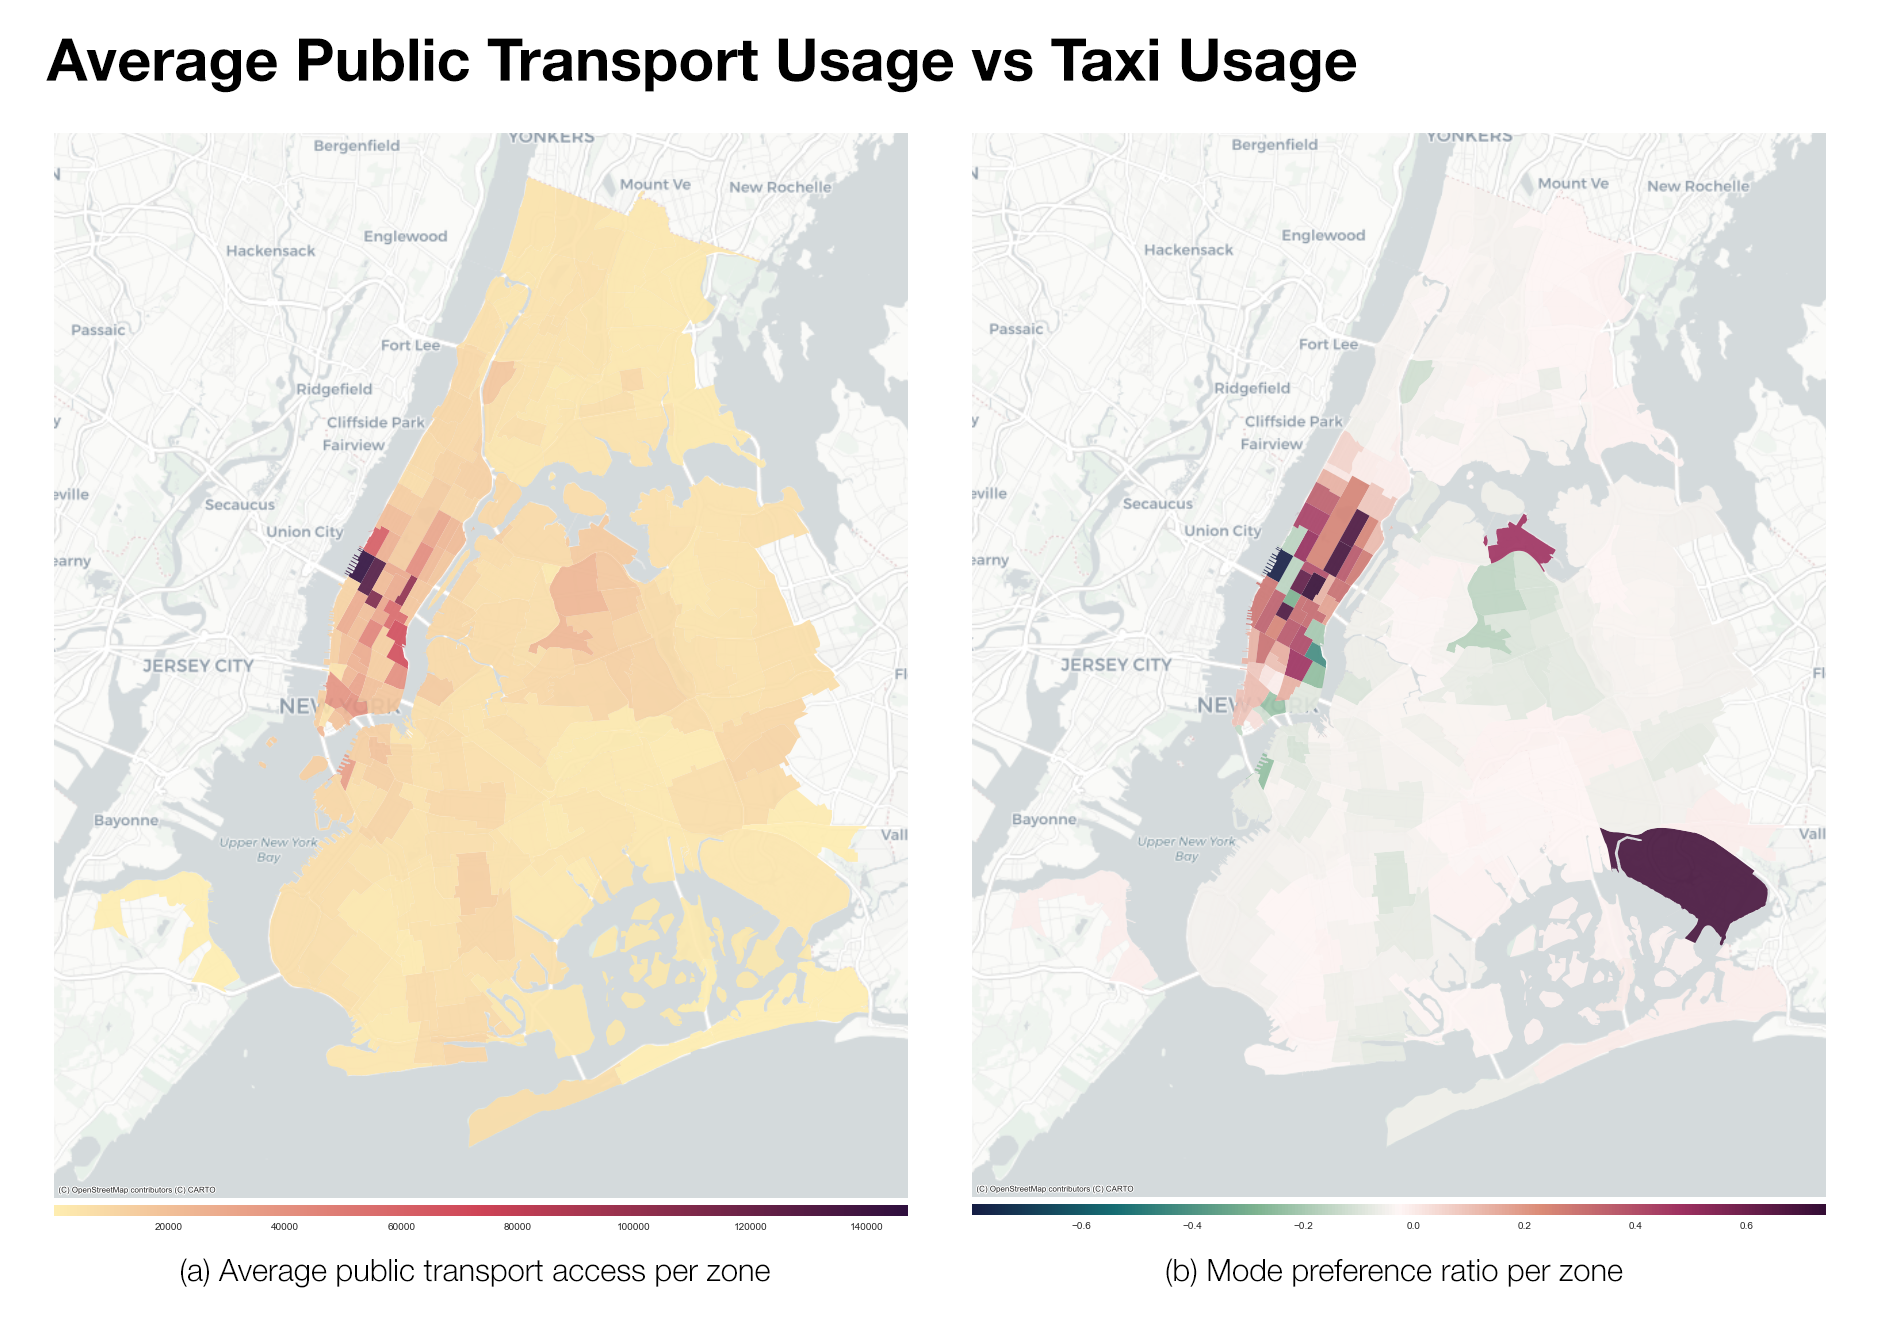 Average Public Transport Usage vs Taxi Usage
YONKERS
Bergenfield
Mount Ve
New Rochelle
Englewood
Hackensack
Passaic
Fort Lee
Ridgefield
Cliffside Park
Fairview
eville
Secaucus
Union City
earny
JERSEY CITY
Fl
NEW YORK
Bayonne
Upper New York
Bay
Vall
(C) OpenStreetMap contributors (C) CARTO
20000 40000 60000 80000 100000 120000 140000
(a) Average public transport access per zone
YONKERS
Bergenfield
Mount Ve
New Rochelle
Englewood
Hackensack
Passaic
Fort Lee
Ridgefield
Cliffside Park
Fairview
eville
Secaucus
Union City
earny
JERSEY CITY
Fl
NEW YORK
Bayonne
Upper New York
Bay
Vall
(C) OpenStreetMap contributors (C) CARTO
−0.6 −0.4 −0.2 0.0 0.2 0.4 0.6
(b) Mode preference ratio per zone